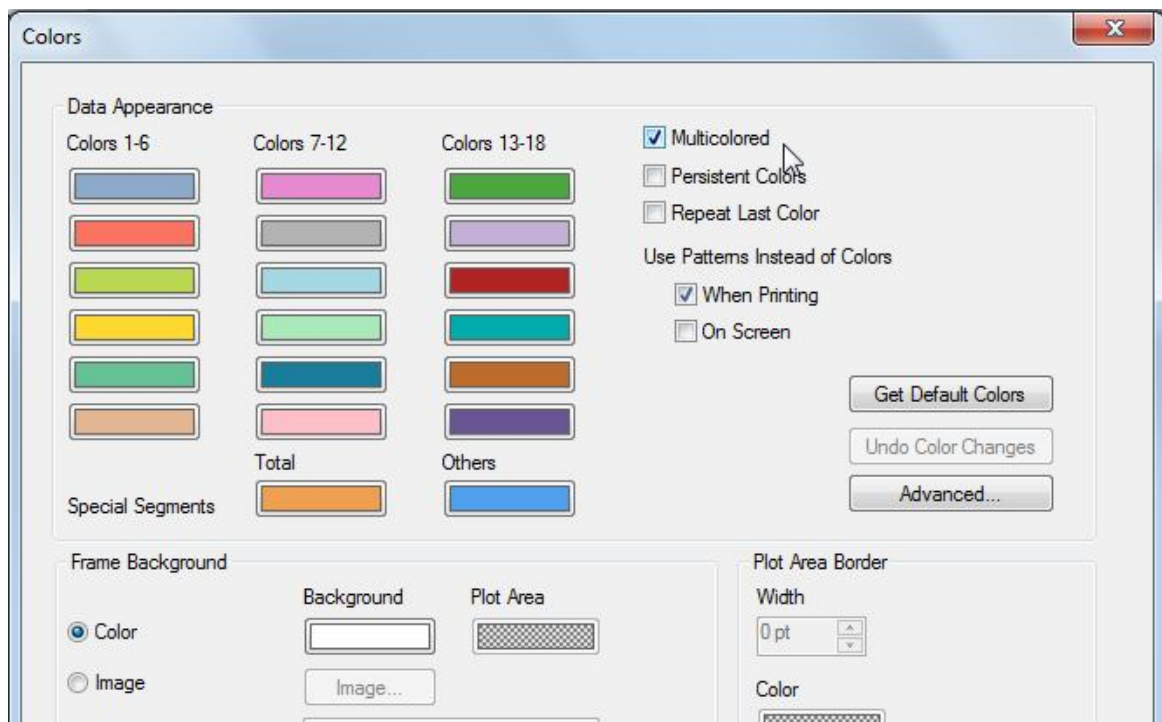 Colors
Data Appearance
Colors 1-6 Colors 7-12 Colors 13-18
Multicolored
Persistent Colors
Repeat Last Color
Use Patterns Instead of Colors
When Printing
On Screen
Get Default Colors
Undo Color Changes
Total Others
Advanced...
Special Segments
Frame Background
Background Plot Area
Color
Image
Image...
Plot Area Border
Width
0 pt
Color